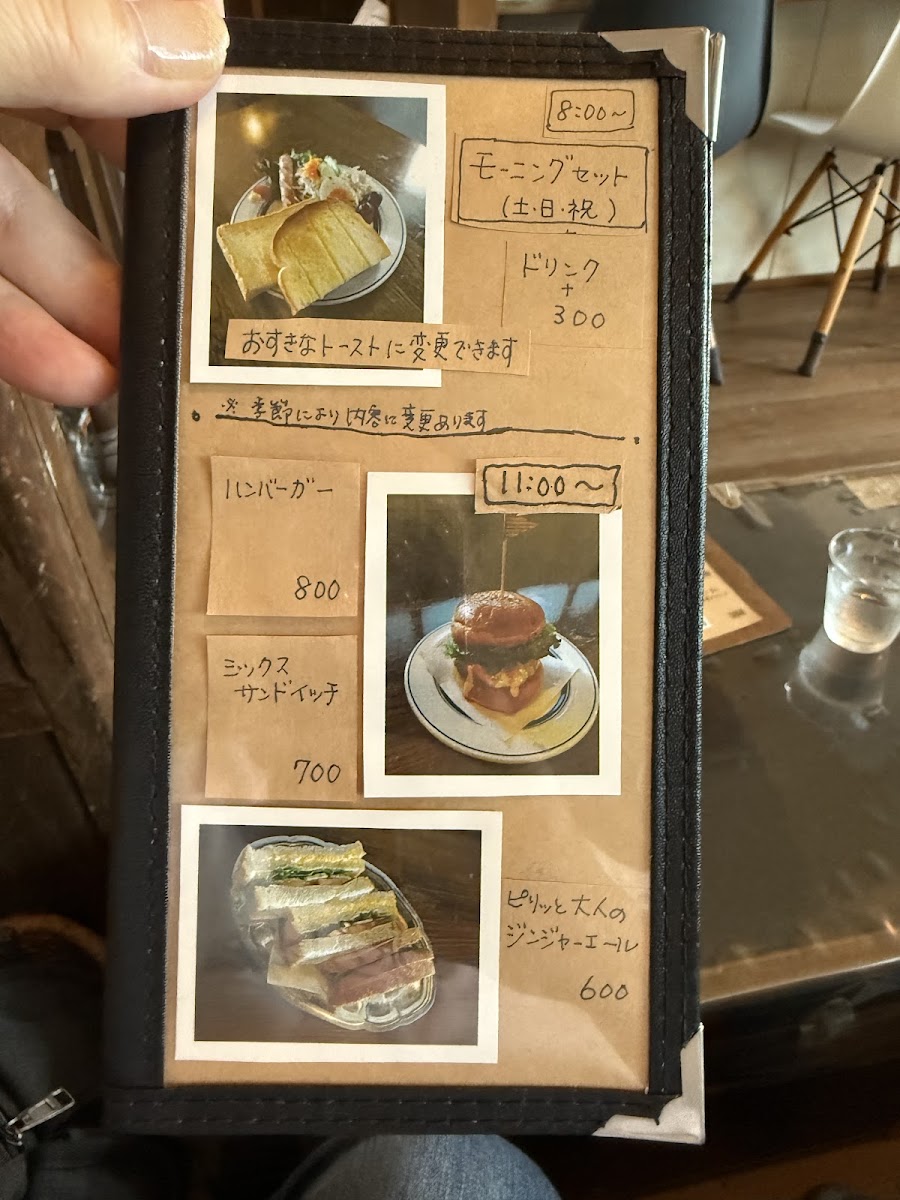 8:00~
モーニングセット
(土・日・祝)
ドリンク
+
300
おすきなトーストに変更できます
※ 季節により内容に変更あります
11:00~
ハンバーガー
800
ミックス
サンドイッチ
700
ピリッと大人の
ジンジャーエール
600